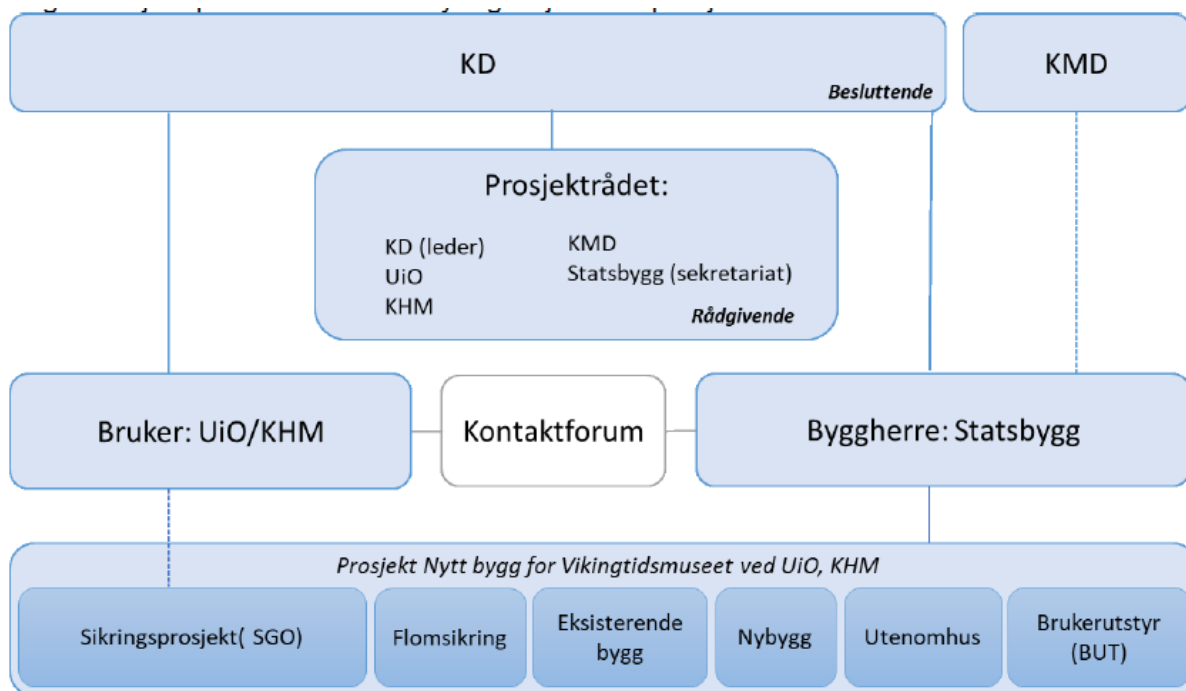 KD
Besluttende
KMD
Prosjektrådet:
KD (leder)
UiO
KHM
KMD
Statsbygg (sekretariat)
Rådgivende
Bruker: UiO/KHM
Kontaktforum
Byggherre: Statsbygg
Prosjekt Nytt bygg for Vikingtidsmuseet ved UiO, KHM
Sikringsprosjekt( SGO)
Flomsikring
Eksisterende
bygg
Nybygg
Utenomhus
Brukerutstyr
(BUT)